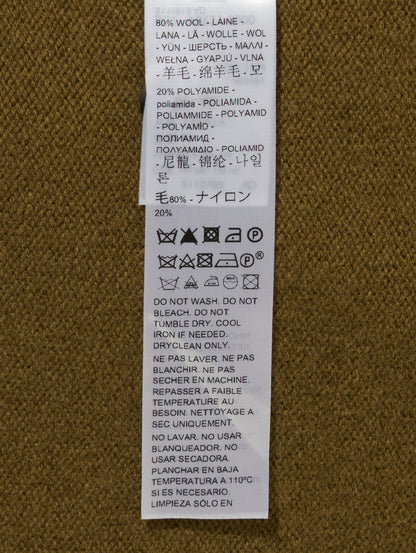 80% WOOL - LAINE -
LANA - LÃ - WOLLE - WOL
- YÜN - ШЕРСТЬ - ΜΑΛΛΙ -
WEŁNA - GYAPJÚ - VLNA
- 羊毛 - 绵羊毛 - 모
20% POLYAMIDE -
poliamida - POLIAMIDA -
POLIAMMIDE - POLYAMID
- POLYAMÍD -
ПОЛИАМИД -
ΠΟΛΥΑΜΙΔΙΟ - POLIAMID
- 尼龍 - 锦纶 - 나일
론
毛80% - ナイロン
20%
DO NOT WASH. DO NOT
BLEACH. DO NOT
TUMBLE DRY. COOL
IRON IF NEEDED.
DRYCLEAN ONLY.
NE PAS LAVER. NE PAS
BLANCHIR. NE PAS
SECHER EN MACHINE.
REPASSER A FAIBLE
TEMPERATURE AU
BESOIN. NETTOYAGE A
SEC UNIQUEMENT.
NO LAVAR. NO USAR
BLANQUEADOR. NO
USAR SECADORA.
PLANCHAR EN BAJA
TEMPERATURA A 110ºC
SI ES NECESARIO.
LIMPIEZA SÓLO EN